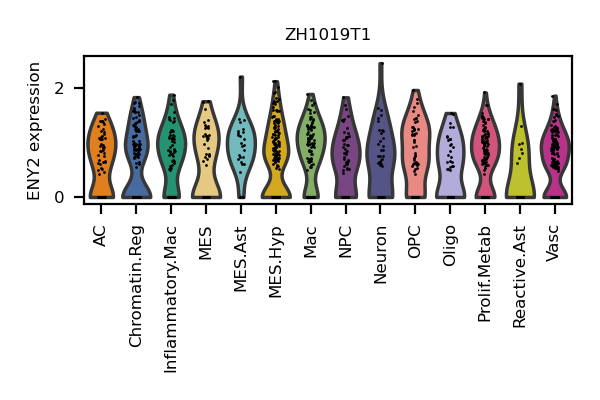 ZH1019T1
ENY2 expression
2
0
AC
Chromatin.Reg
Inflammatory.Mac
MES
MES.Ast
MES.Hyp
Mac
NPC
Neuron
OPC
Oligo
Prolif.Metab
Reactive.Ast
Vasc